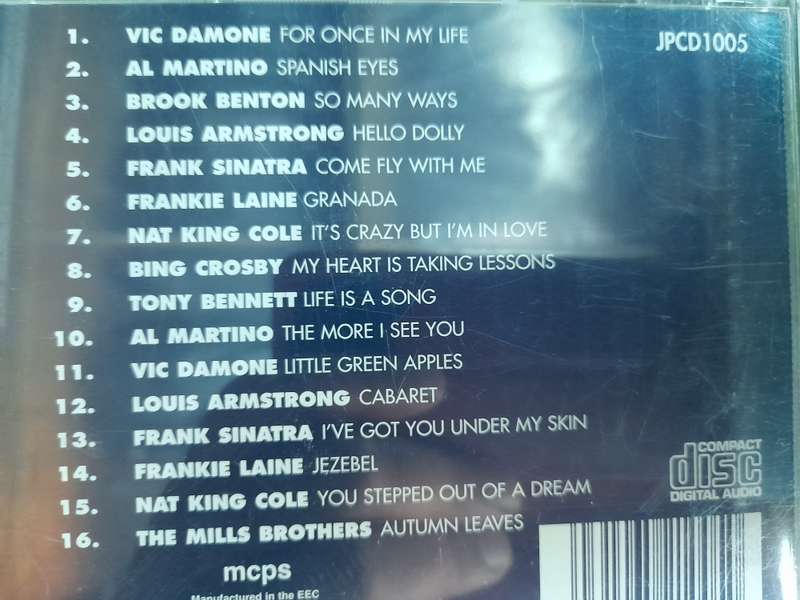 1. VIC DAMONE FOR ONCE IN MY LIFE
JPCD1005
2. AL MARTINO SPANISH EYES
3. BROOK BENTON SO MANY WAYS
4. LOUIS ARMSTRONG HELLO DOLLY
5. FRANK SINATRA COME FLY WITH ME
6. FRANKIE LAINE GRANADA
7. NAT KING COLE IT'S CRAZY BUT I'M IN LOVE
8. BING CROSBY MY HEART IS TAKING LESSONS
9. TONY BENNETT LIFE IS A SONG
10. AL MARTINO THE MORE I SEE YOU
11. VIC DAMONE LITTLE GREEN APPLES
12. LOUIS ARMSTRONG CABARET
13. FRANK SINATRA I'VE GOT YOU UNDER MY SKIN
14. FRANKIE LAINE JEZEBEL
15. NAT KING COLE YOU STEPPED OUT OF A DREAM
16. THE MILLS BROTHERS AUTUMN LEAVES
COMPACT
disc
DIGITAL AUDIO
mcps
Manufactured in the EEC